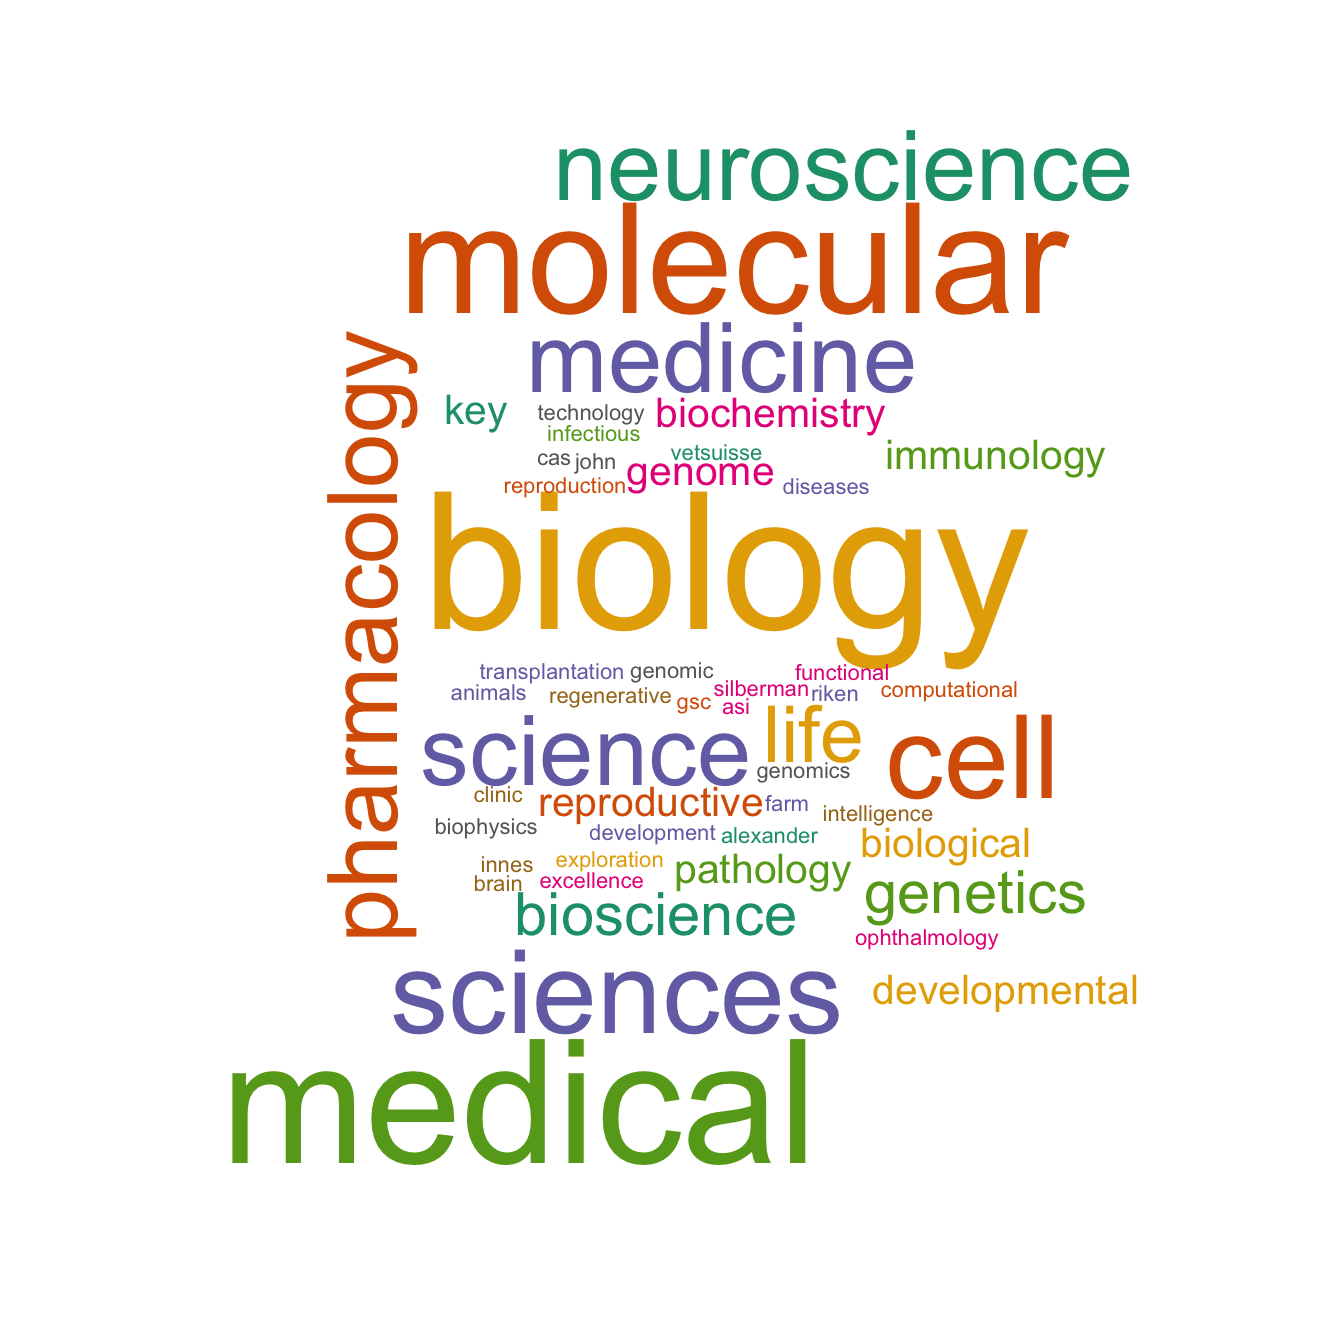 neuroscience
molecular
medicine
pharmacology
key
technology
biochemistry
infectious
immunology
cas
john
vetsuisse
genome
reproduction
diseases
biology
transplantation
genomic
functional
animals
regenerative
gsc
silberman
riken
computational
asi
science
life
cell
genomics
clinic
reproductive
farm
intelligence
biophysics
development
alexander
biological
innes
exploration
pathology
brain
excellence
genetics
bioscience
ophthalmology
sciences
developmental
medical